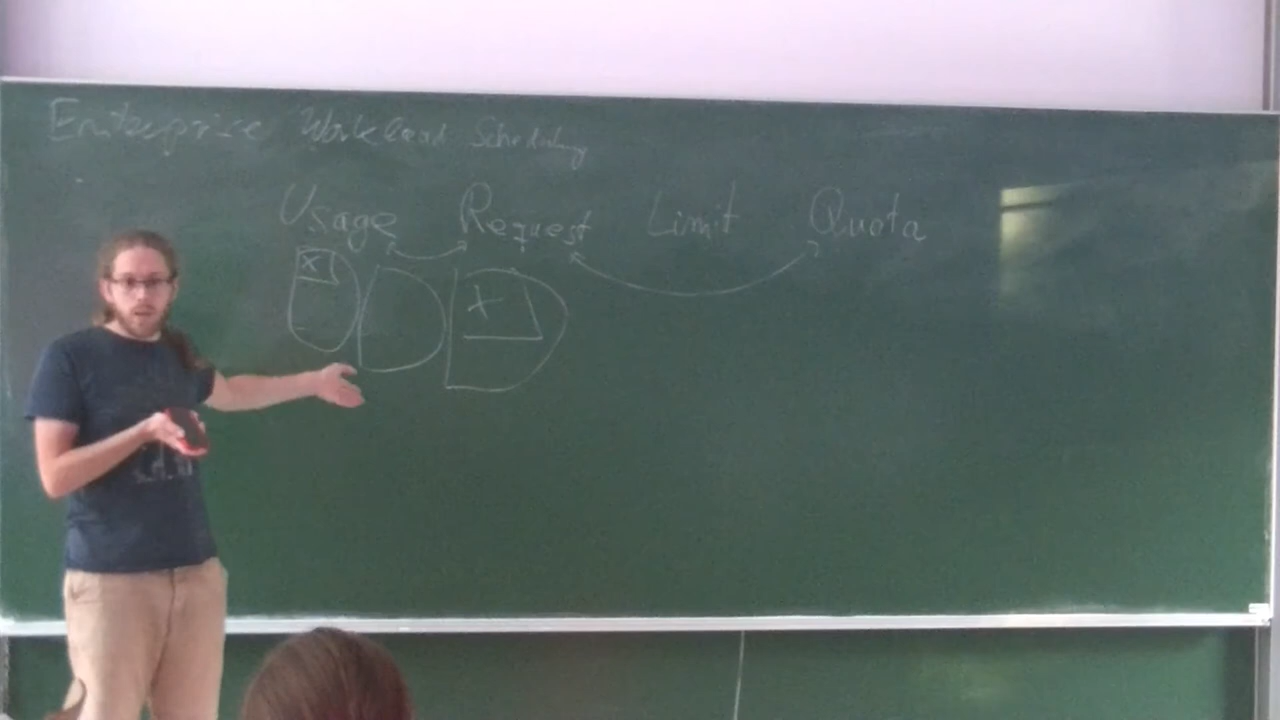 Enterprise Workload Scheduling
Usage Request Limit Quota
X
X